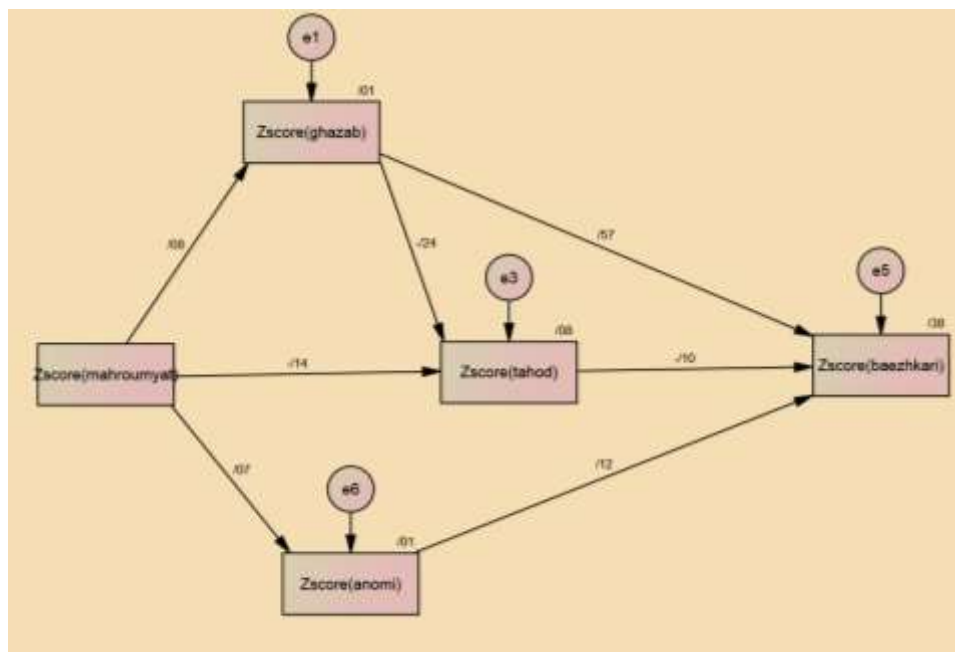 e1
/01
Zscore(ghazab)
/57
-/24
e3
e5
/08
/38
Zscore(mahroumyat)
-/14
Zscore(tahod)
-/10
Zscore(baezhkari)
/07
/12
e6
/01
Zscore(anomi)